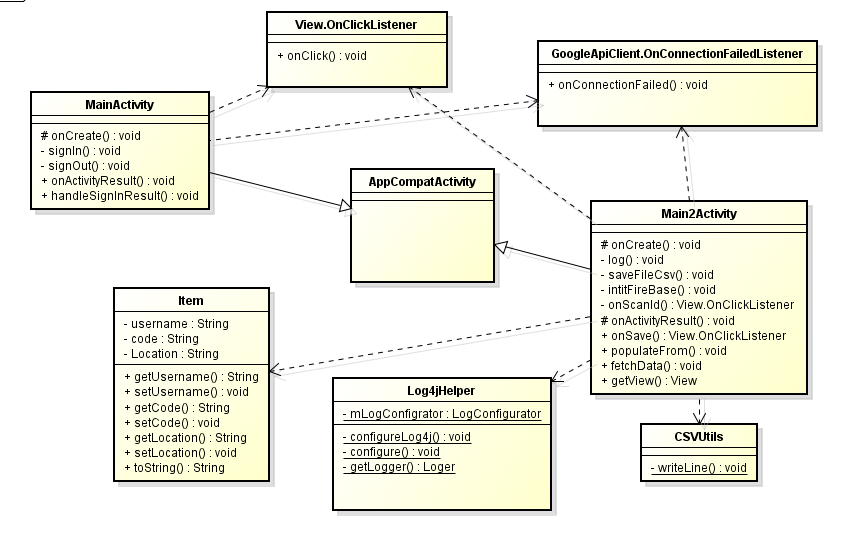 View.OnClickListener
+ onClick() : void
GoogleApiClient.OnConnectionFailedListener
+ onConnectionFailed() : void
MainActivity
# onCreate() : void
- signIn() : void
- signOut() : void
+ onActivityResult() : void
+ handleSignInResult() : void
AppCompatActivity
Main2Activity
# onCreate() : void
- log() : void
- saveFileCsv() : void
- intitFireBase() : void
- onScanId() : View.OnClickListener
# onActivityResult() : void
+ onSave() : View.OnClickListener
+ populateFrom() : void
+ fetchData() : void
+ getView() : View
Item
- username : String
- code : String
- Location : String
+ getUsername() : String
+ setUsername() : void
+ getCode() : String
+ setCode() : void
+ getLocation() : String
+ setLocation() : void
+ toString() : String
Log4jHelper
- mLogConfigrator : LogConfigurator
- configureLog4j() : void
- configure() : void
- getLogger() : Loger
CSVUtils
- writeLine() : void